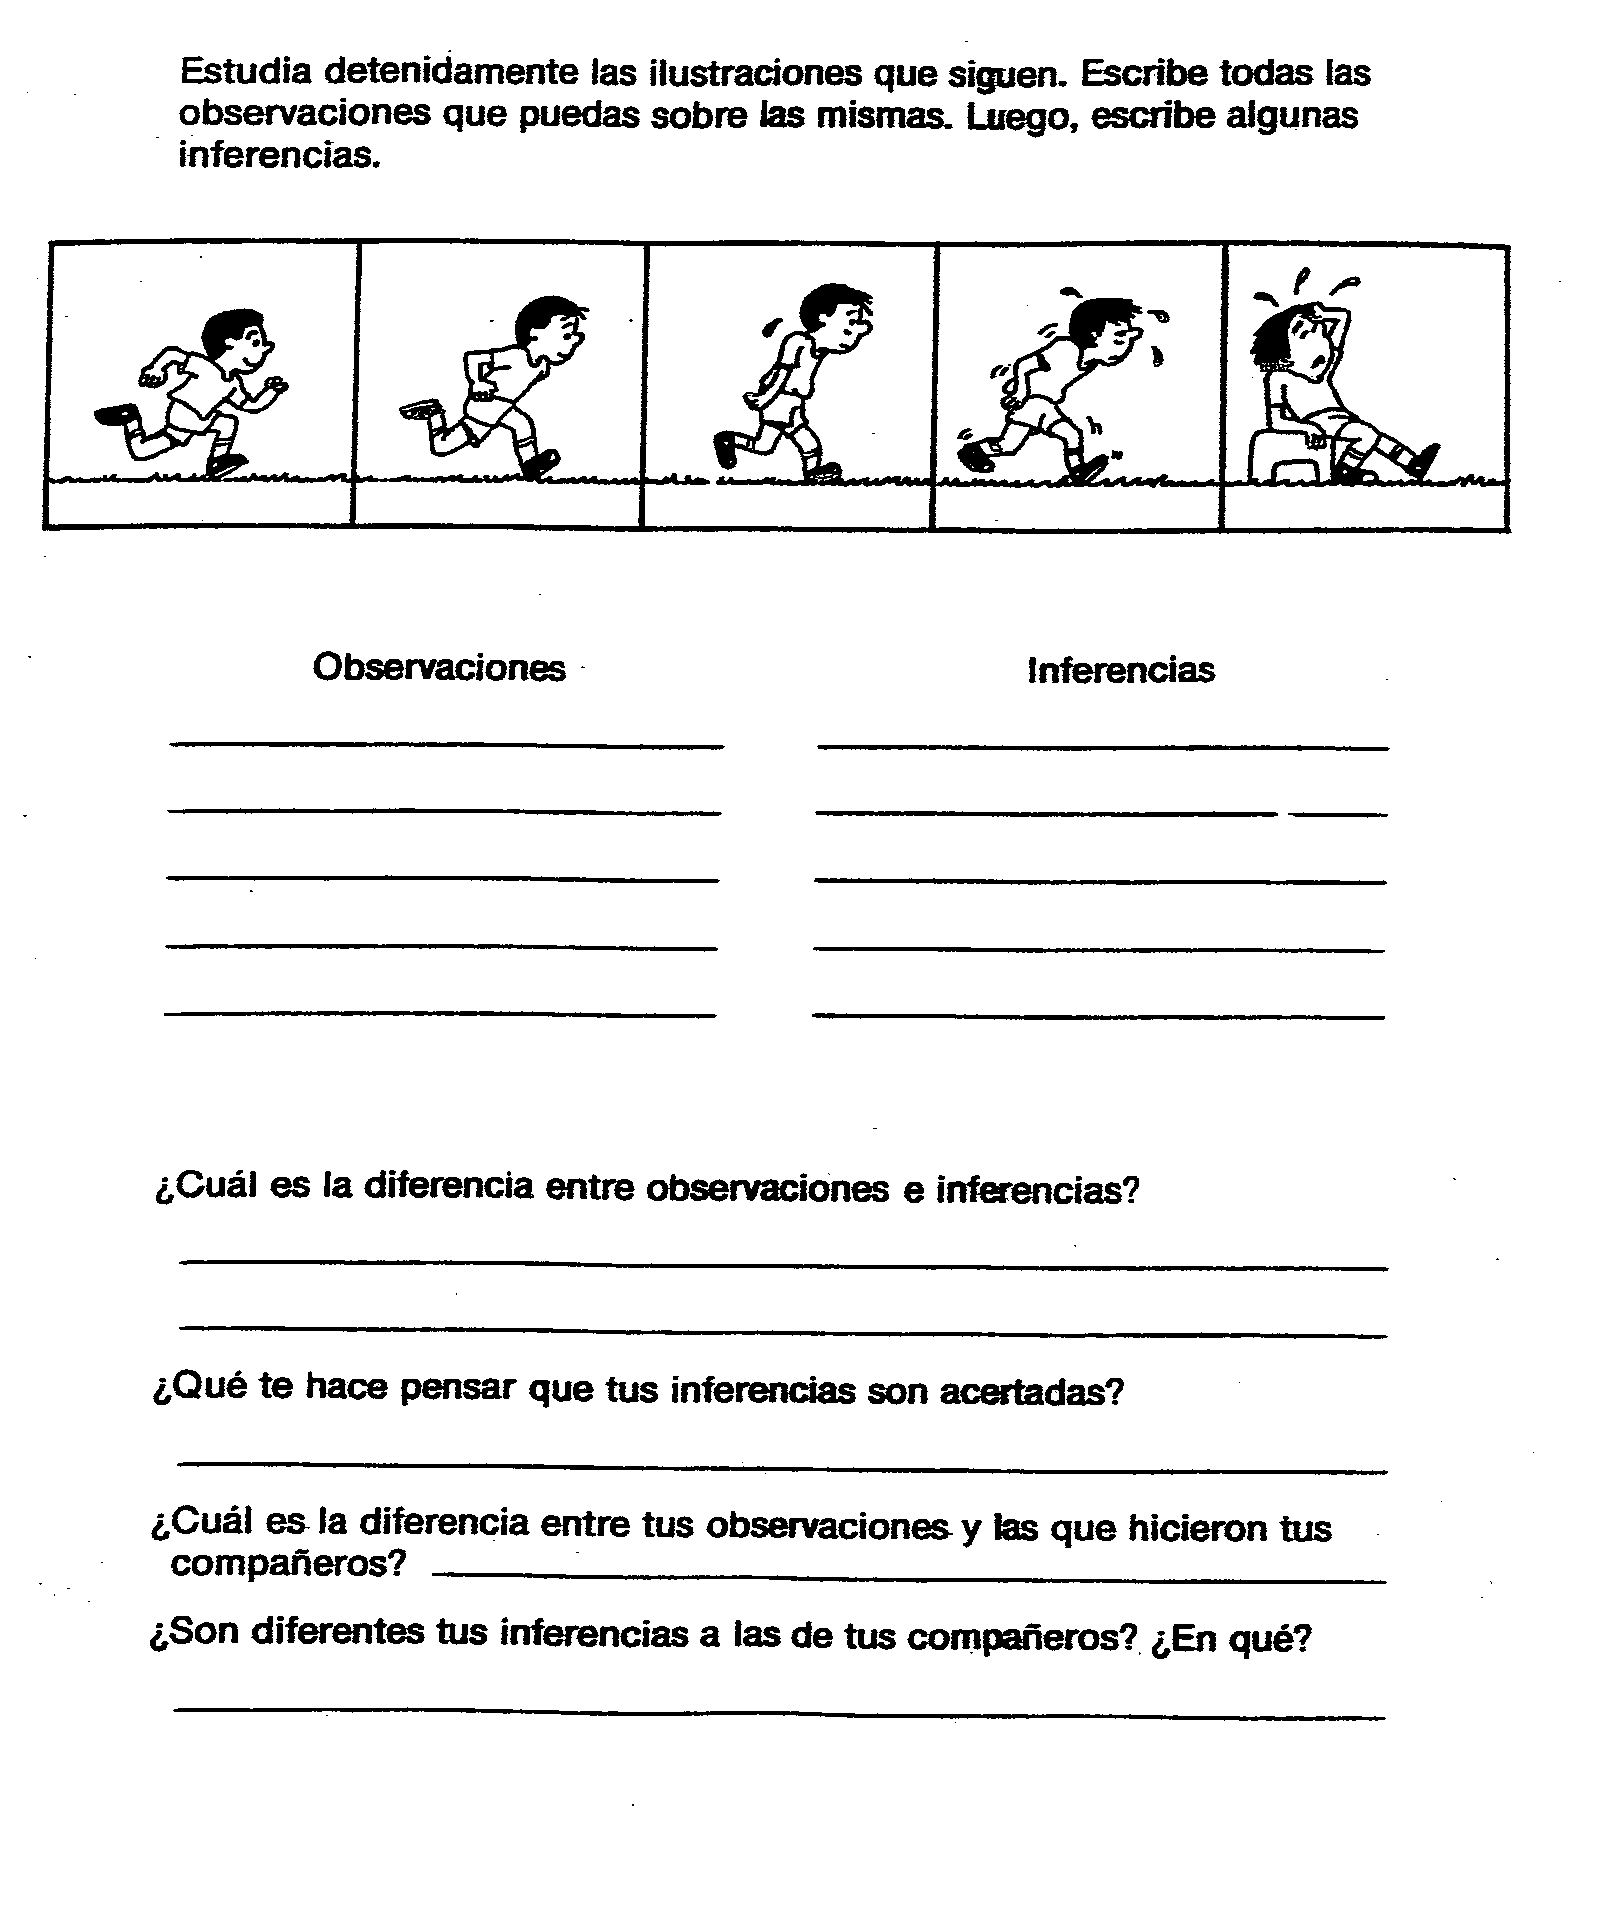 Estudia detenidamente las ilustraciones que siguen. Escribe todas las
observaciones que puedas sobre las mismas. Luego, escribe algunas
inferencias.
Observaciones
Inferencias
¿Cuál es la diferencia entre observaciones e inferencias?
¿Qué te hace pensar que tus inferencias son acertadas?
¿Cuál es la diferencia entre tus observaciones y las que hicieron tus
compañeros?
¿Son diferentes tus inferencias a las de tus compañeros? ¿En qué?